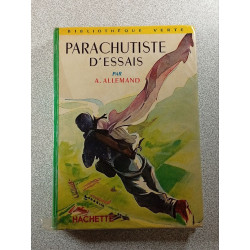 BIBLIOTHÈQUE VERTE
PARACHUTISTE
D'ESSAIS
PAR
A. ALLEMAND
HACHETTE